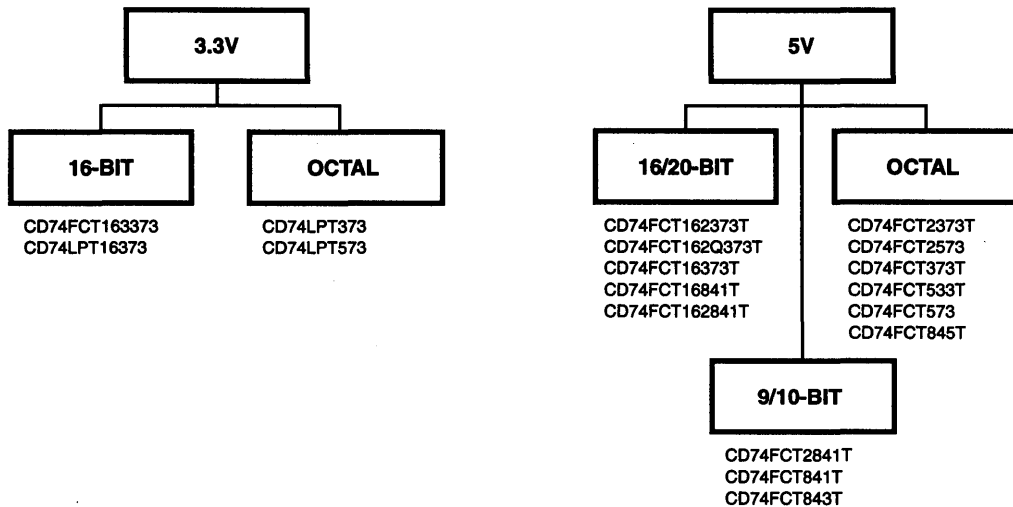 3.3V
16-BIT
CD74FCT163373
CD74LPT16373
OCTAL
CD74LPT373
CD74LPT573
5V
16/20-BIT
CD74FCT162373T
CD74FCT162Q373T
CD74FCT16373T
CD74FCT16841T
CD74FCT162841T
OCTAL
CD74FCT2373T
CD74FCT2573
CD74FCT373T
CD74FCT533T
CD74FCT573
CD74FCT845T
9/10-BIT
CD74FCT2841T
CD74FCT841T
CD74FCT843T